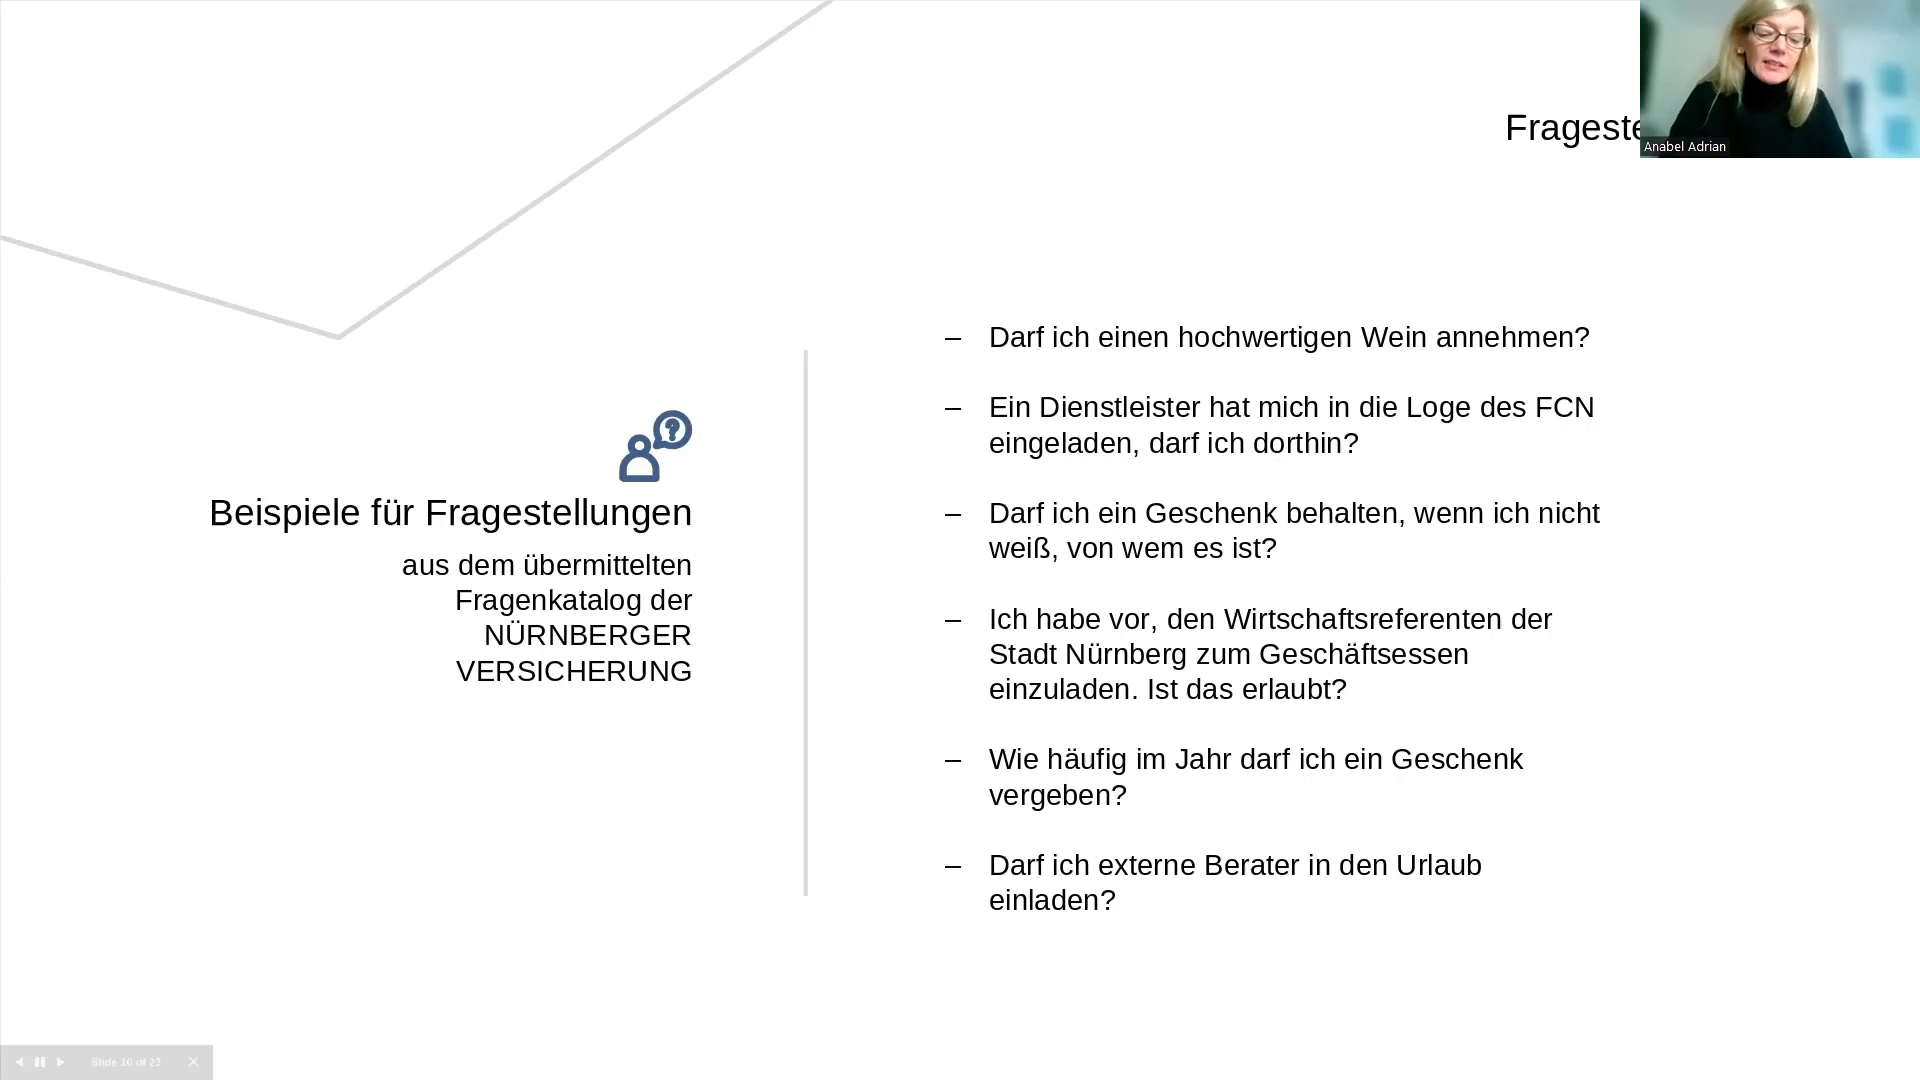 Frageste
Anabel Adrian
Beispiele für Fragestellungen
aus dem übermittelten
Fragenkatalog der
NÜRNBERGER
VERSICHERUNG
– Darf ich einen hochwertigen Wein annehmen?
– Ein Dienstleister hat mich in die Loge des FCN
eingeladen, darf ich dorthin?
– Darf ich ein Geschenk behalten, wenn ich nicht
weiß, von wem es ist?
– Ich habe vor, den Wirtschaftsreferenten der
Stadt Nürnberg zum Geschäftsessen
einzuladen. Ist das erlaubt?
– Wie häufig im Jahr darf ich ein Geschenk
vergeben?
– Darf ich externe Berater in den Urlaub
einladen?
Slide 10 of 23